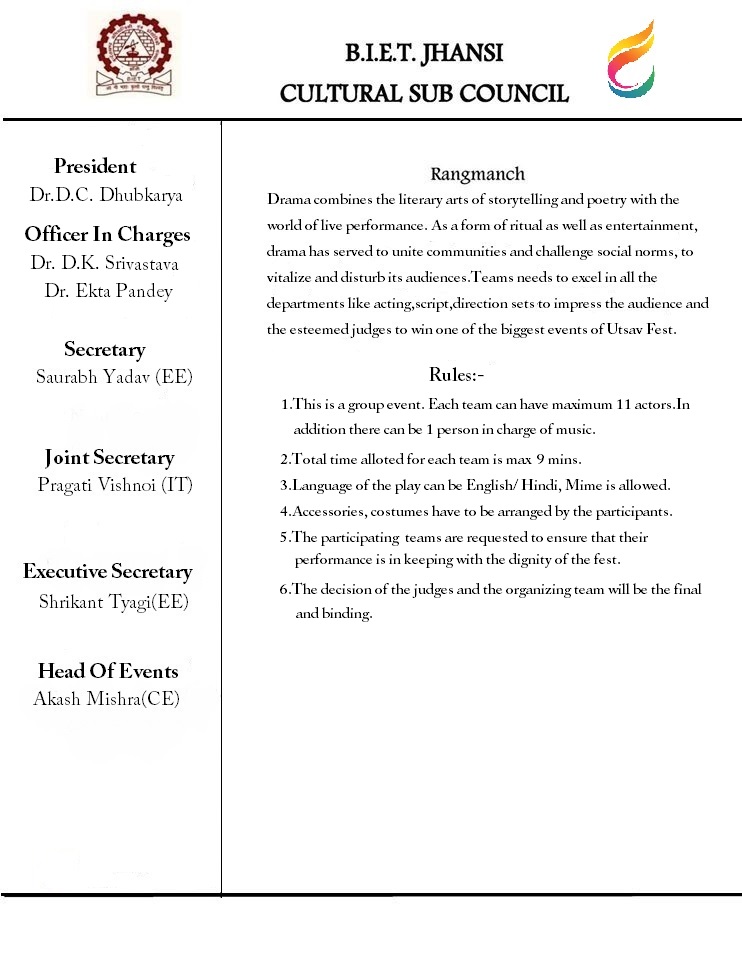 B.I.E.T. JHANSI
CULTURAL SUB COUNCIL
President
Dr.D.C. Dhubkarya
Officer In Charges
Dr. D.K. Srivastava
Dr. Ekta Pandey
Secretary
Saurabh Yadav (EE)
Joint Secretary
Pragati Vishnoi (IT)
Executive Secretary
Shrikant Tyagi(EE)
Head Of Events
Akash Mishra(CE)
Rangmanch
Drama combines the literary arts of storytelling and poetry with the
world of live performance. As a form of ritual as well as entertainment,
drama has served to unite communities and challenge social norms, to
vitalize and disturb its audiences.Teams needs to excel in all the
departments like acting,script,direction sets to impress the audience and
the esteemed judges to win one of the biggest events of Utsav Fest.
Rules:-
1.This is a group event. Each team can have maximum 11 actors.In
addition there can be 1 person in charge of music.
2.Total time alloted for each team is max 9 mins.
3.Language of the play can be English/ Hindi, Mime is allowed.
4.Accessories, costumes have to be arranged by the participants.
5.The participating teams are requested to ensure that their
performance is in keeping with the dignity of the fest.
6.The decision of the judges and the organizing team will be the final
and binding.